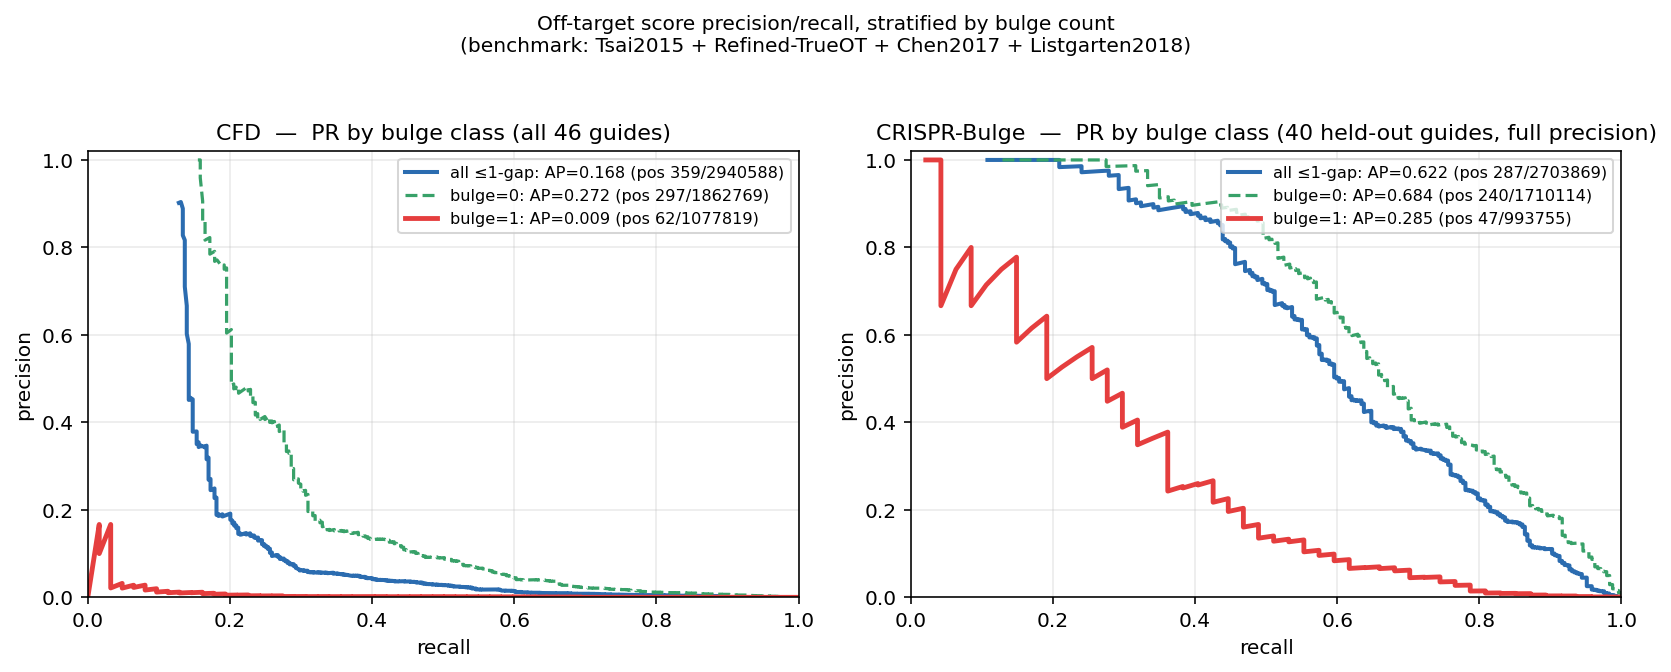 Off-target score precision/recall, stratified by bulge count
(benchmark: Tsai2015 + Refined-TrueOT + Chen2017 + Listgarten2018)
CFD — PR by bulge class (all 46 guides)
1.0
0.8
0.6
0.4
0.2
0.0
precision
all ≤1-gap: AP=0.168 (pos 359/2940588)
bulge=0: AP=0.272 (pos 297/1862769)
bulge=1: AP=0.009 (pos 62/1077819)
0.0 0.2 0.4 0.6 0.8 1.0
recall
CRISPR-Bulge — PR by bulge class (40 held-out guides, full precision)
1.0
0.8
0.6
0.4
0.2
0.0
precision
all ≤1-gap: AP=0.622 (pos 287/2703869)
bulge=0: AP=0.684 (pos 240/1710114)
bulge=1: AP=0.285 (pos 47/993755)
0.0 0.2 0.4 0.6 0.8 1.0
recall